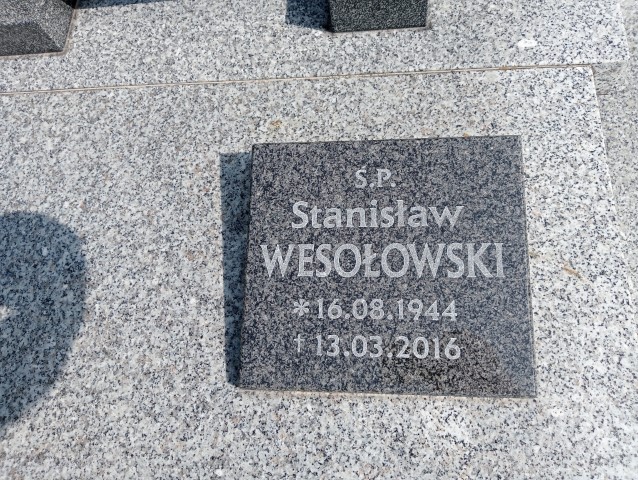 S.P.
Stanisław
WESOŁOWSKI
*16.08.1944
†13.03.2016